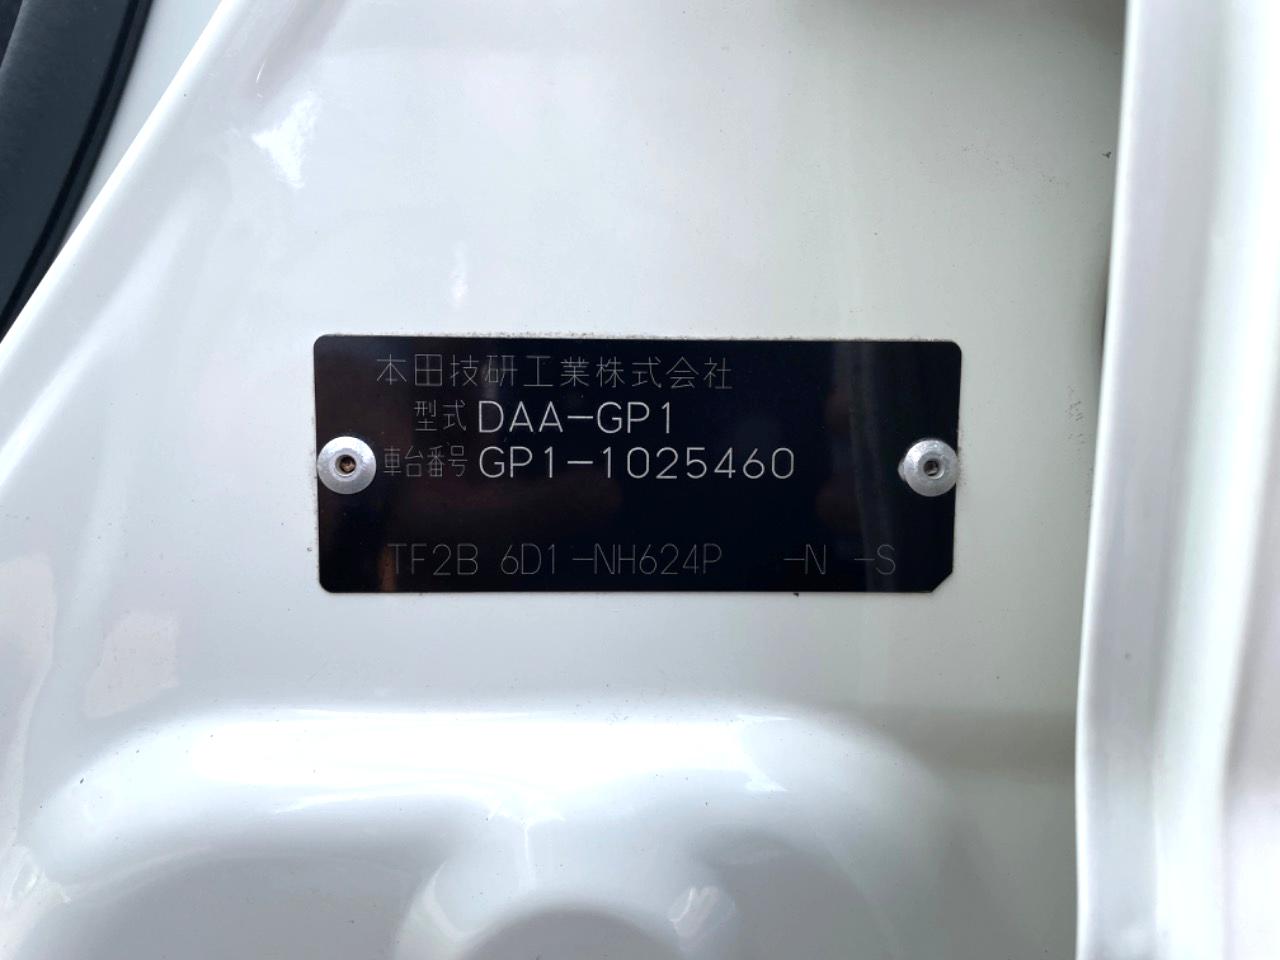 本田技研工業株式会社
型式 DAA-GP1
車台番号 GP1-1025460
TF2B 6D1-NH624P -N -S